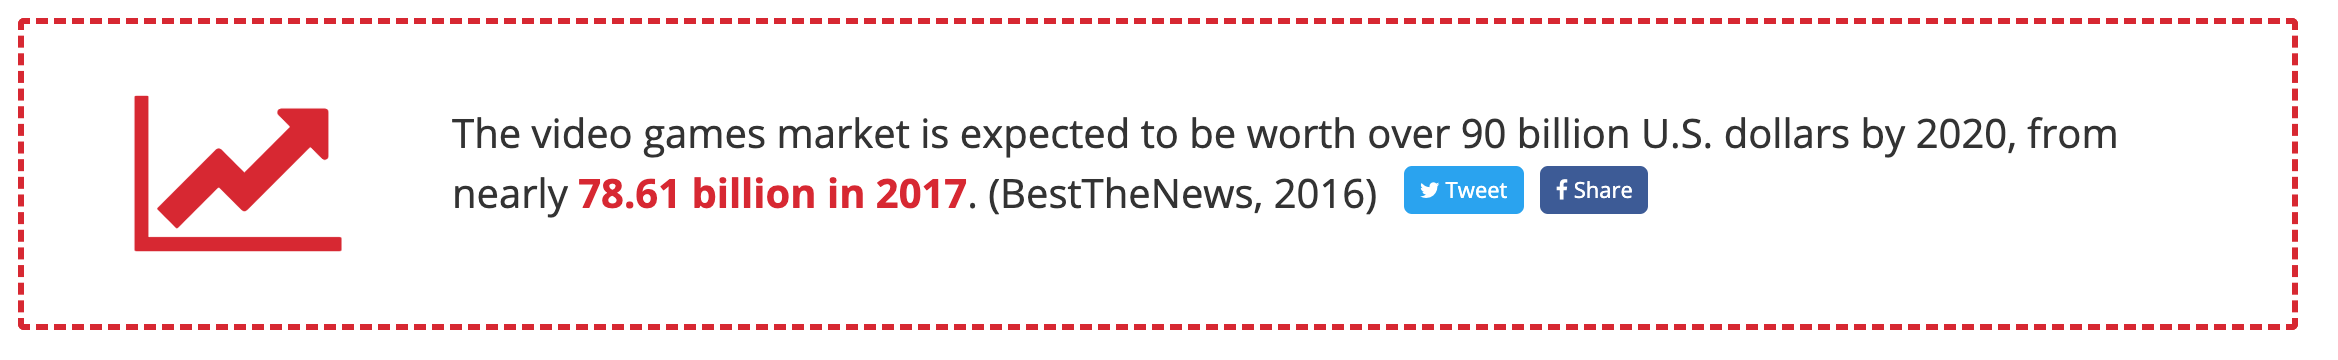 The video games market is expected to be worth over 90 billion U.S. dollars by 2020, from
nearly 78.61 billion in 2017. (BestTheNews, 2016) Tweet Share